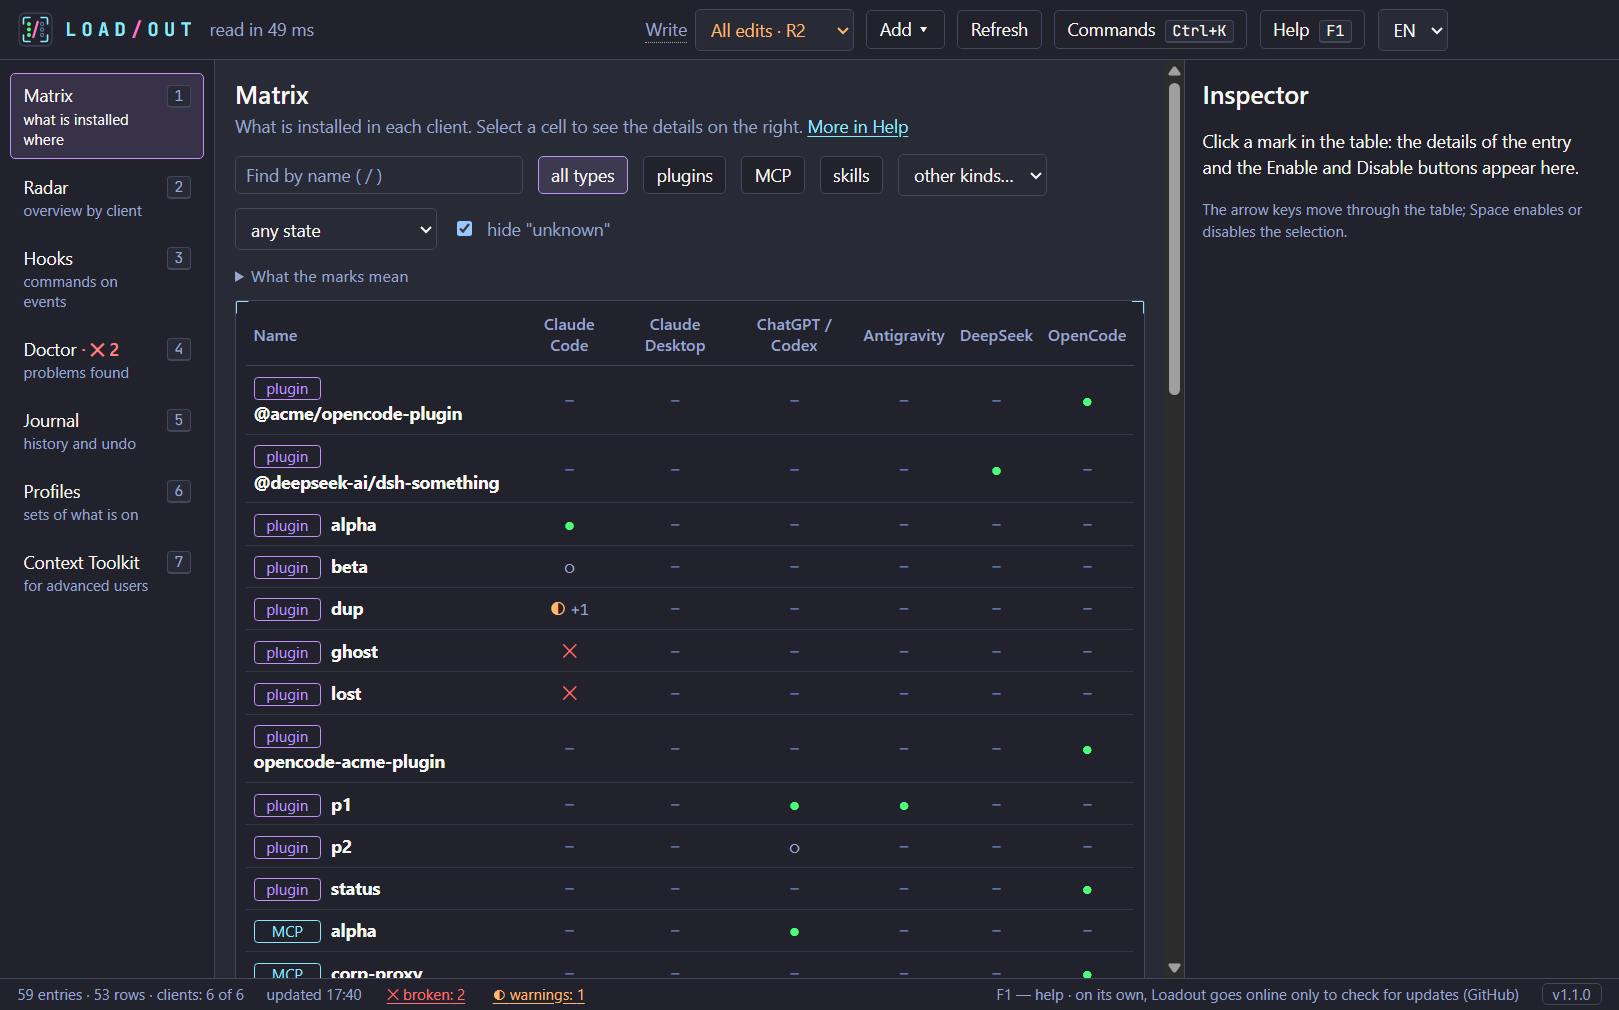 LOAD/OUT read in 49 ms Write All edits · R2 Add ▾ Refresh Commands Ctrl+K Help F1 EN
Matrix 1
what is installed
where
Radar 2
overview by client
Hooks 3
commands on
events
Doctor · ✕ 2 4
problems found
Journal 5
history and undo
Profiles 6
sets of what is on
Context Toolkit 7
for advanced users
Matrix
What is installed in each client. Select a cell to see the details on the right. More in Help
Find by name ( / ) all types plugins MCP skills other kinds...
any state hide "unknown"
▶ What the marks mean
Name Claude Code Claude Desktop ChatGPT / Codex Antigravity DeepSeek OpenCode
plugin
@acme/opencode-plugin – – – – – ●
plugin
@deepseek-ai/dsh-something – – – – ● –
plugin alpha ● – – – – –
plugin beta ○ – – – – –
plugin dup ◐ +1 – – – – –
plugin ghost ✕ – – – – –
plugin lost ✕ – – – – –
plugin
opencode-acme-plugin – – – – – ●
plugin p1 – – ● ● – –
plugin p2 – – ○ – – –
plugin status – – – – – ●
MCP alpha – – ● – – –
MCP corp-proxy – – – – – ●
Inspector
Click a mark in the table: the details of the entry
and the Enable and Disable buttons appear here.
The arrow keys move through the table; Space enables or
disables the selection.
59 entries · 53 rows · clients: 6 of 6 updated 17:40 ✕ broken: 2 ◐ warnings: 1 F1 — help · on its own, Loadout goes online only to check for updates (GitHub) v1.1.0